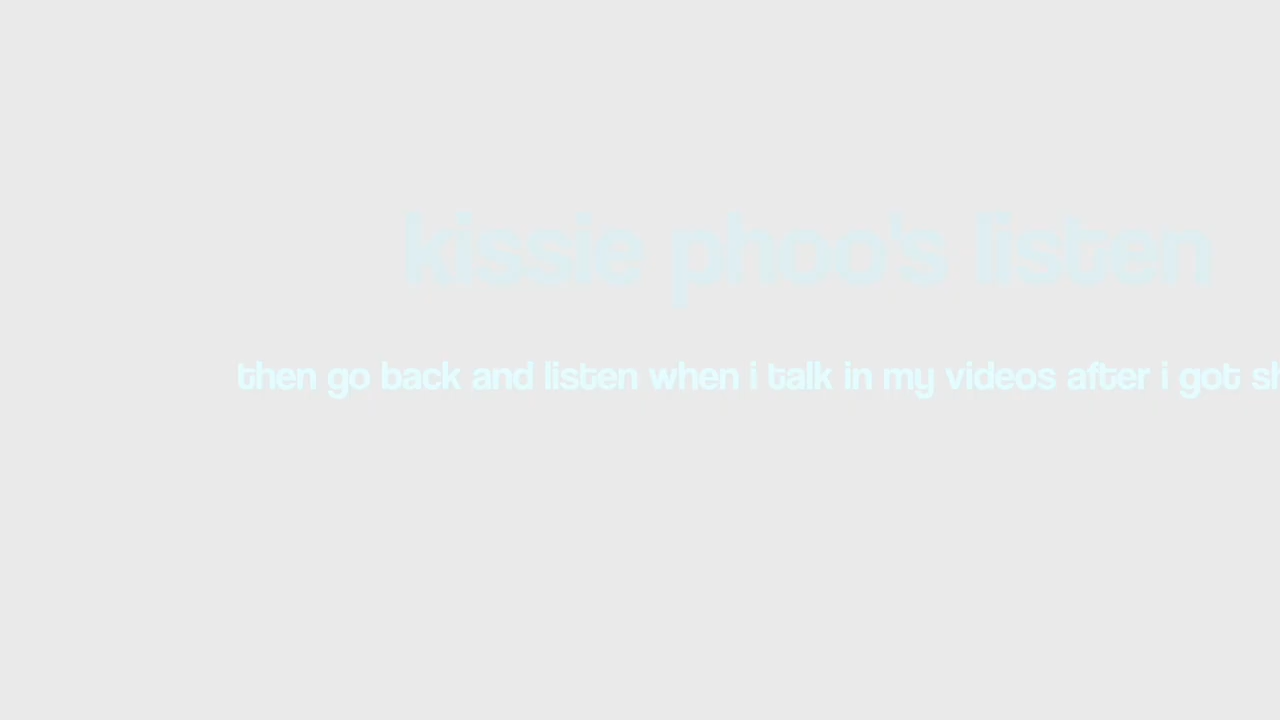 kissie phoo's listen
then go back and listen when i talk in my videos after i got